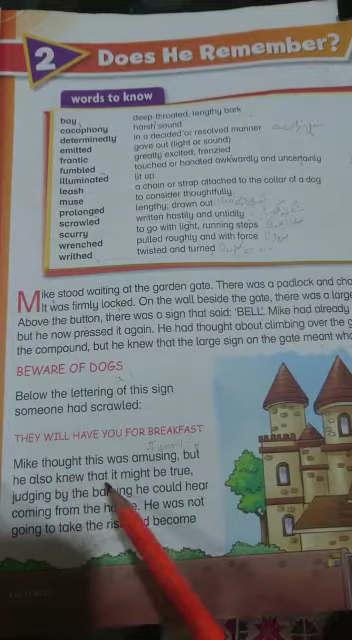 2
Does He Remember?
words to know
bay deep-throated, lengthy bark
cacophony harsh sound
determinedly in a decided or resolved manner
emitted gave out (light or sound)
frantic greatly excited; frenzied
fumbled touched or handled awkwardly and uncertainly
illuminated lit up
leash a chain or strap attached to the collar of a dog
muse to consider thoughtfully
prolonged lengthy; drawn out
scrawled written hastily and untidily
scurry to go with light, running steps
wrenched pulled roughly and with force
writhed twisted and turned
Mike stood waiting at the garden gate. There was a padlock and
It was firmly locked. On the wall beside the gate, there was a large
Above the button, there was a sign that said: 'BELL'. Mike had already
but he now pressed it again. He had thought about climbing over the
the compound, but he knew that the large sign on the gate meant
BEWARE OF DOGS
Below the lettering of this sign
someone had scrawled:
THEY WILL HAVE YOU FOR BREAKFAST
Mike thought this was amusing, but
he also knew that it might be true,
judging by the he could hear
coming from the He was not
going to take the become